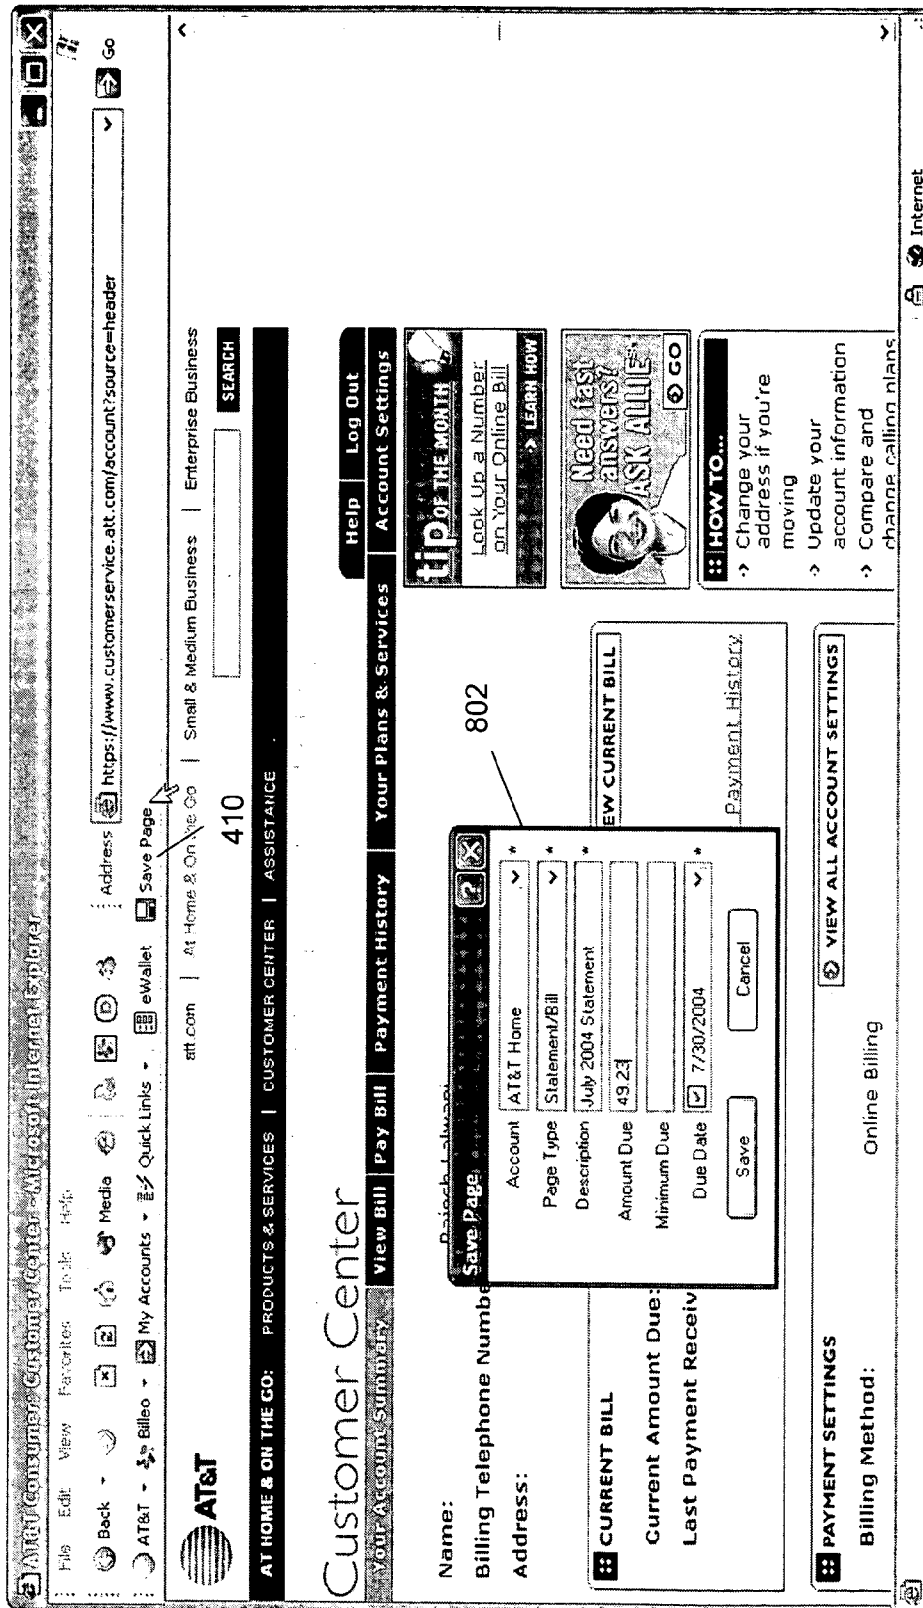 AT&T Consumer Customer Center - Microsoft Internet Explorer
File Edit View Favorites Tools Help
Back Media Address https://www.customerservice.att.com/account?source=header Go
AT&T Billeo My Accounts Quick Links eWallet Save Page
410
att.com | At Home & On the Go | Small & Medium Business | Enterprise Business
AT&T
SEARCH
AT HOME & ON THE GO: PRODUCTS & SERVICES | CUSTOMER CENTER | ASSISTANCE
Customer Center
Help | Log Out
Your Account Summary View Bill Pay Bill Payment History Your Plans & Services Account Settings
Name: Rajesh Lalwani
Billing Telephone Numbe
Address:
802
Save Page
Account AT&T Home *
Page Type Statement/Bill *
Description July 2004 Statement *
Amount Due 49.23
Minimum Due
Due Date 7/30/2004 *
Save Cancel
CURRENT BILL
EW CURRENT BILL
Current Amount Due:
Last Payment Receiv
Payment History
PAYMENT SETTINGS
VIEW ALL ACCOUNT SETTINGS
Billing Method: Online Billing
tip OF THE MONTH
Look Up a Number
on Your Online Bill
LEARN HOW
Need fast
answers?
ASK ALLIE
GO
HOW TO...
Change your
address if you're
moving
Update your
account information
Compare and
change calling plans
Internet